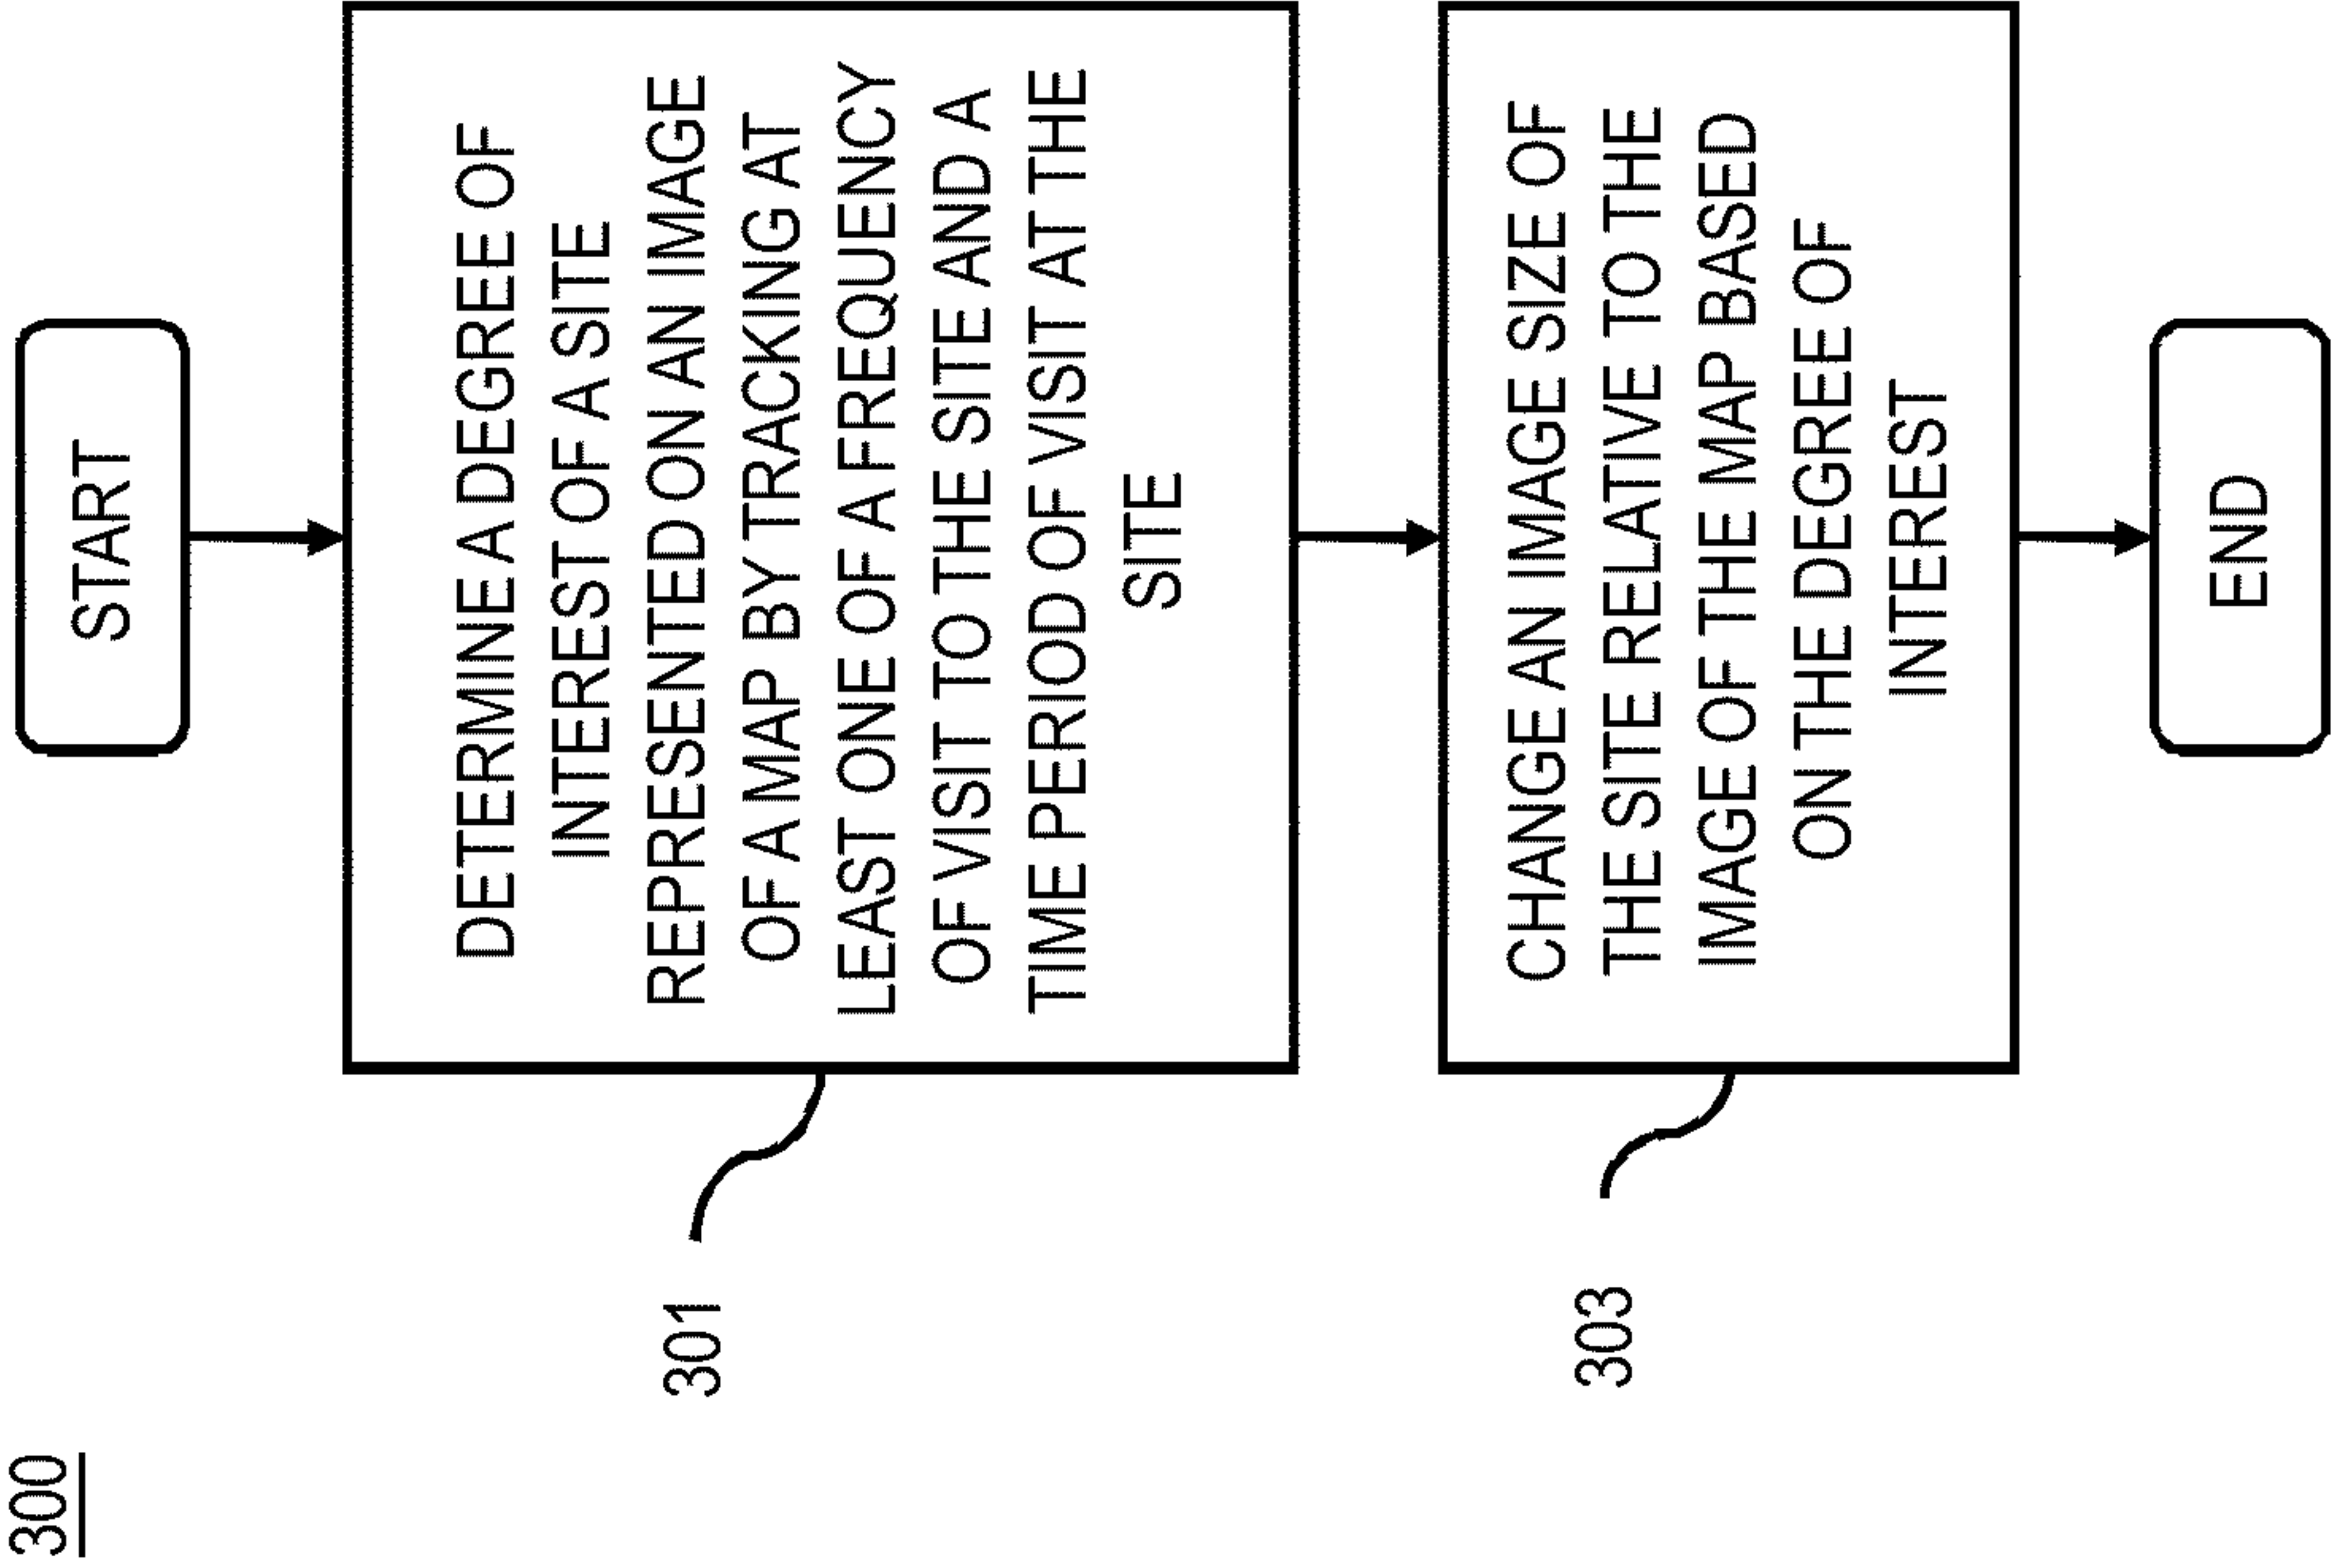 300
START
DETERMINE A DEGREE OF
INTEREST OF A SITE
REPRESENTED ON AN IMAGE
OF A MAP BY TRACKING AT
LEAST ONE OF A FREQUENCY
OF VISIT TO THE SITE AND A
TIME PERIOD OF VISIT AT THE
SITE
301
CHANGE AN IMAGE SIZE OF
THE SITE RELATIVE TO THE
IMAGE OF THE MAP BASED
ON THE DEGREE OF
INTEREST
303
END